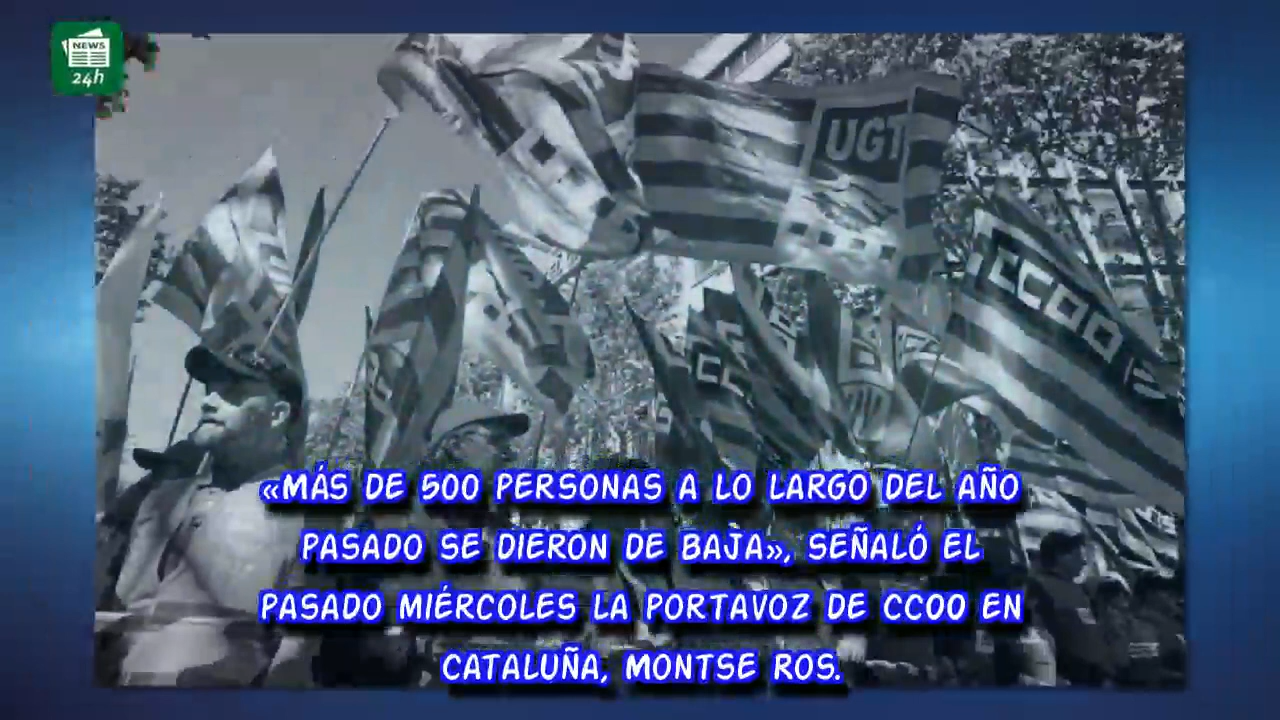 NEWS
24h
UGT
CCOO
CC
«MÁS DE 500 PERSONAS A LO LARGO DEL AÑO
PASADO SE DIERON DE BAJA», SEÑALÓ EL
PASADO MIÉRCOLES LA PORTAVOZ DE CCOO EN
CATALUÑA, MONTSE ROS.